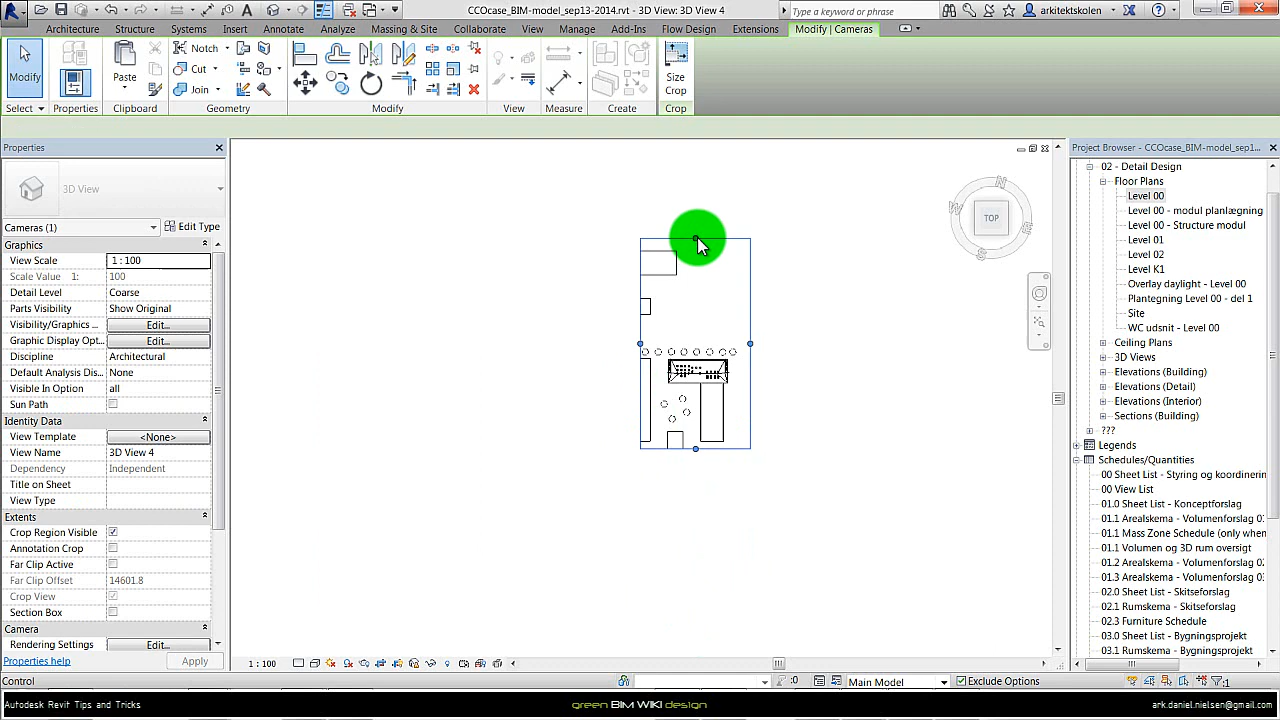 CCOcase_BIM-model_sep13-2014.rvt - 3D View: 3D View 4
Type a keyword or phrase
arkitektskolen
Architecture
Structure
Systems
Insert
Annotate
Analyze
Massing & Site
Collaborate
View
Manage
Add-Ins
Flow Design
Extensions
Modify | Cameras
Modify
Paste
Notch
Cut
Join
Size
Crop
Select
Properties
Clipboard
Geometry
Modify
View
Measure
Create
Crop
Properties
3D View
Cameras (1)
Edit Type
Graphics
View Scale
1 : 100
Scale Value 1:
100
Detail Level
Coarse
Parts Visibility
Show Original
Visibility/Graphics ...
Edit...
Graphic Display Opt...
Edit...
Discipline
Architectural
Default Analysis Dis...
None
Visible In Option
all
Sun Path
Identity Data
View Template
<None>
View Name
3D View 4
Dependency
Independent
Title on Sheet
View Type
Extents
Crop Region Visible
Annotation Crop
Far Clip Active
Far Clip Offset
14601.8
Crop View
Section Box
Camera
Rendering Settings
Edit...
Properties help
Apply
N
W
TOP
S
Project Browser - CCOcase_BIM-model_sep1...
02 - Detail Design
Floor Plans
Level 00
Level 00 - modul planlægning
Level 00 - Structure modul
Level 01
Level 02
Level K1
Overlay daylight - Level 00
Plantegning Level 00 - del 1
Site
WC udsnit - Level 00
Ceiling Plans
3D Views
Elevations (Building)
Elevations (Detail)
Elevations (Interior)
Sections (Building)
???
Legends
Schedules/Quantities
00 Sheet List - Styring og koordinerin
00 View List
01.0 Sheet List - Konceptforslag
01.1 Arealskema - Volumenforslag 01
01.1 Mass Zone Schedule (only when
01.1 Volumen og 3D rum oversigt
01.2 Arealskema - Volumenforslag 02
01.3 Arealskema - Volumenforslag 03
02.0 Sheet List - Skitseforslag
02.1 Rumskema - Skitseforslag
02.3 Furniture Schedule
03.0 Sheet List - Bygningsprojekt
03.1 Rumskema - Bygningsprojekt
1 : 100
Control
:0
Main Model
Exclude Options
:1
Autodesk Revit Tips and Tricks
green BIM WIKI design
ark.daniel.nielsen@gmail.com